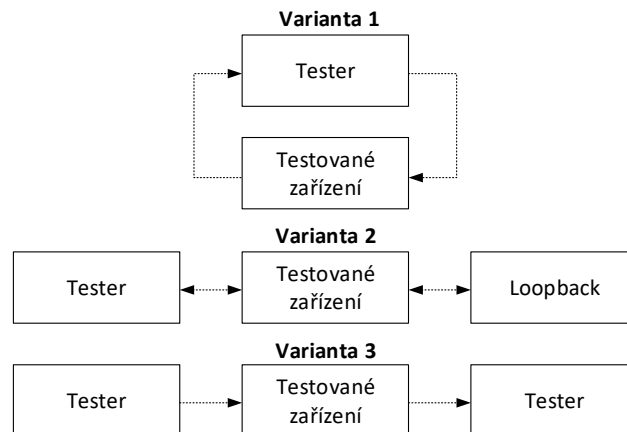 Varianta 1
Tester
Testované
zařízení
Varianta 2
Tester
Testované
zařízení
Loopback
Varianta 3
Tester
Testované
zařízení
Tester